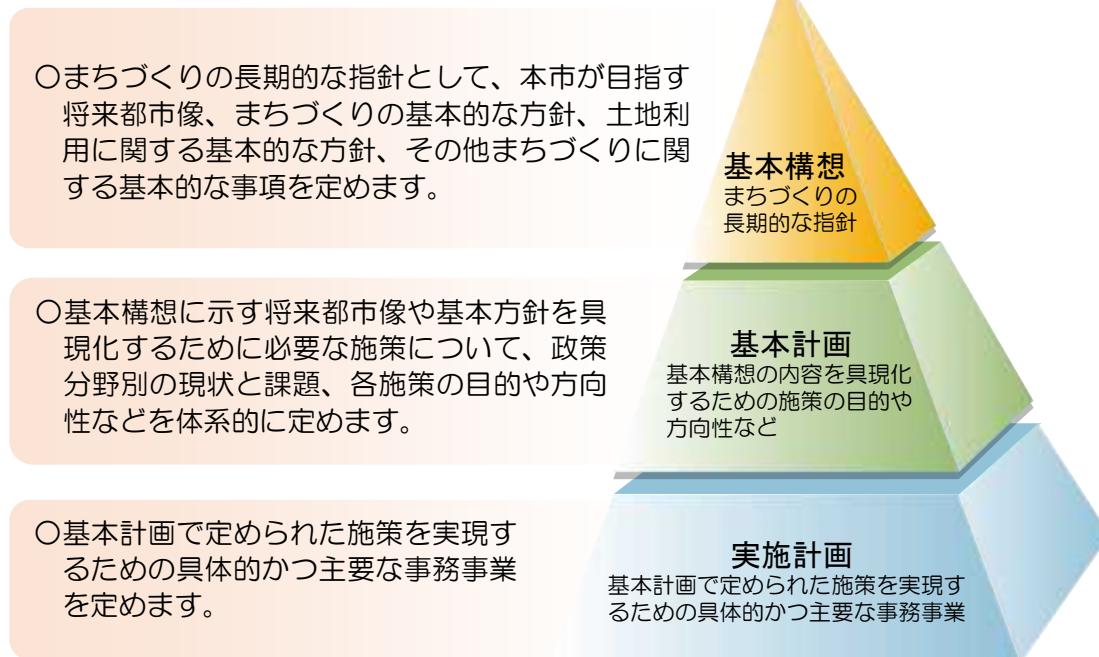 〇まちづくりの長期的な指針として、本市が目指す
将来都市像、まちづくりの基本的な方針、土地利
用に関する基本的な方針、その他まちづくりに関
する基本的な事項を定めます。
基本構想
まちづくりの
長期的な指針
〇基本構想に示す将来都市像や基本方針を具
現化するために必要な施策について、政策
分野別の現状と課題、各施策の目的や方向
性などを体系的に定めます。
基本計画
基本構想の内容を具現化
するための施策の目的や
方向性など
〇基本計画で定められた施策を実現す
るための具体的かつ主要な事務事業
を定めます。
実施計画
基本計画で定められた施策を実現す
るための具体的かつ主要な事務事業